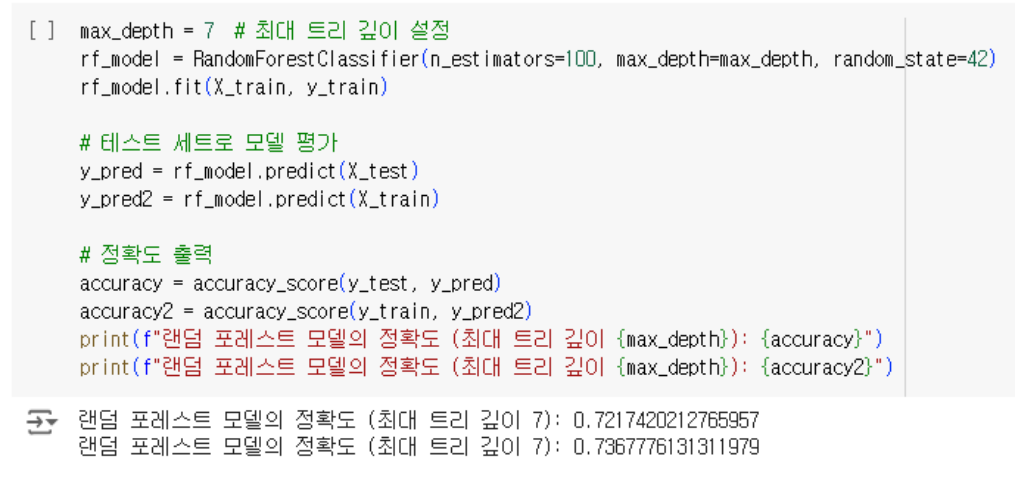 [ ] max_depth = 7 # 최대 트리 깊이 설정
rf_model = RandomForestClassifier(n_estimators=100, max_depth=max_depth, random_state=42)
rf_model.fit(X_train, y_train)
# 테스트 세트로 모델 평가
y_pred = rf_model.predict(X_test)
y_pred2 = rf_model.predict(X_train)
# 정확도 출력
accuracy = accuracy_score(y_test, y_pred)
accuracy2 = accuracy_score(y_train, y_pred2)
print(f"랜덤 포레스트 모델의 정확도 (최대 트리 깊이 {max_depth}): {accuracy}")
print(f"랜덤 포레스트 모델의 정확도 (최대 트리 깊이 {max_depth}): {accuracy2}")
랜덤 포레스트 모델의 정확도 (최대 트리 깊이 7): 0.7217420212765957
랜덤 포레스트 모델의 정확도 (최대 트리 깊이 7): 0.7367776131311979